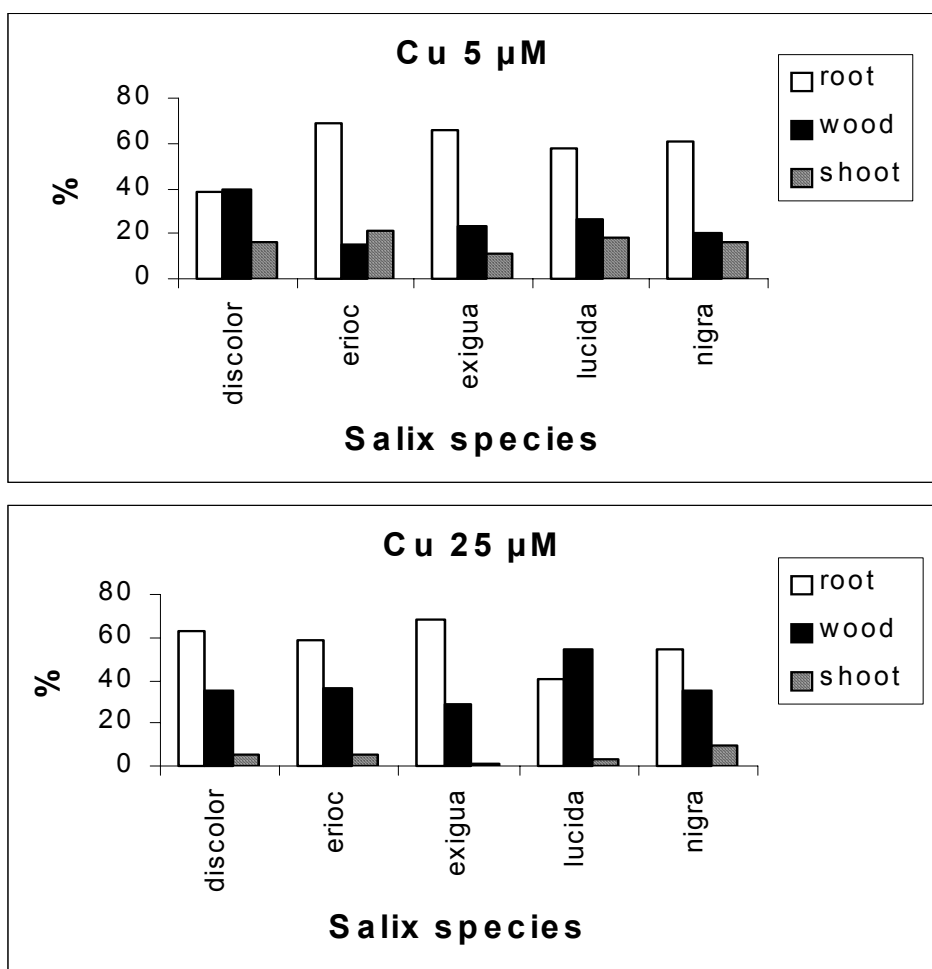 Cu 5 µM
root
wood
shoot
80
60
40
20
0
%
discolor
erioc
exigua
lucida
nigra
Salix species
Cu 25 µM
root
wood
shoot
80
60
40
20
0
%
discolor
erioc
exigua
lucida
nigra
Salix species